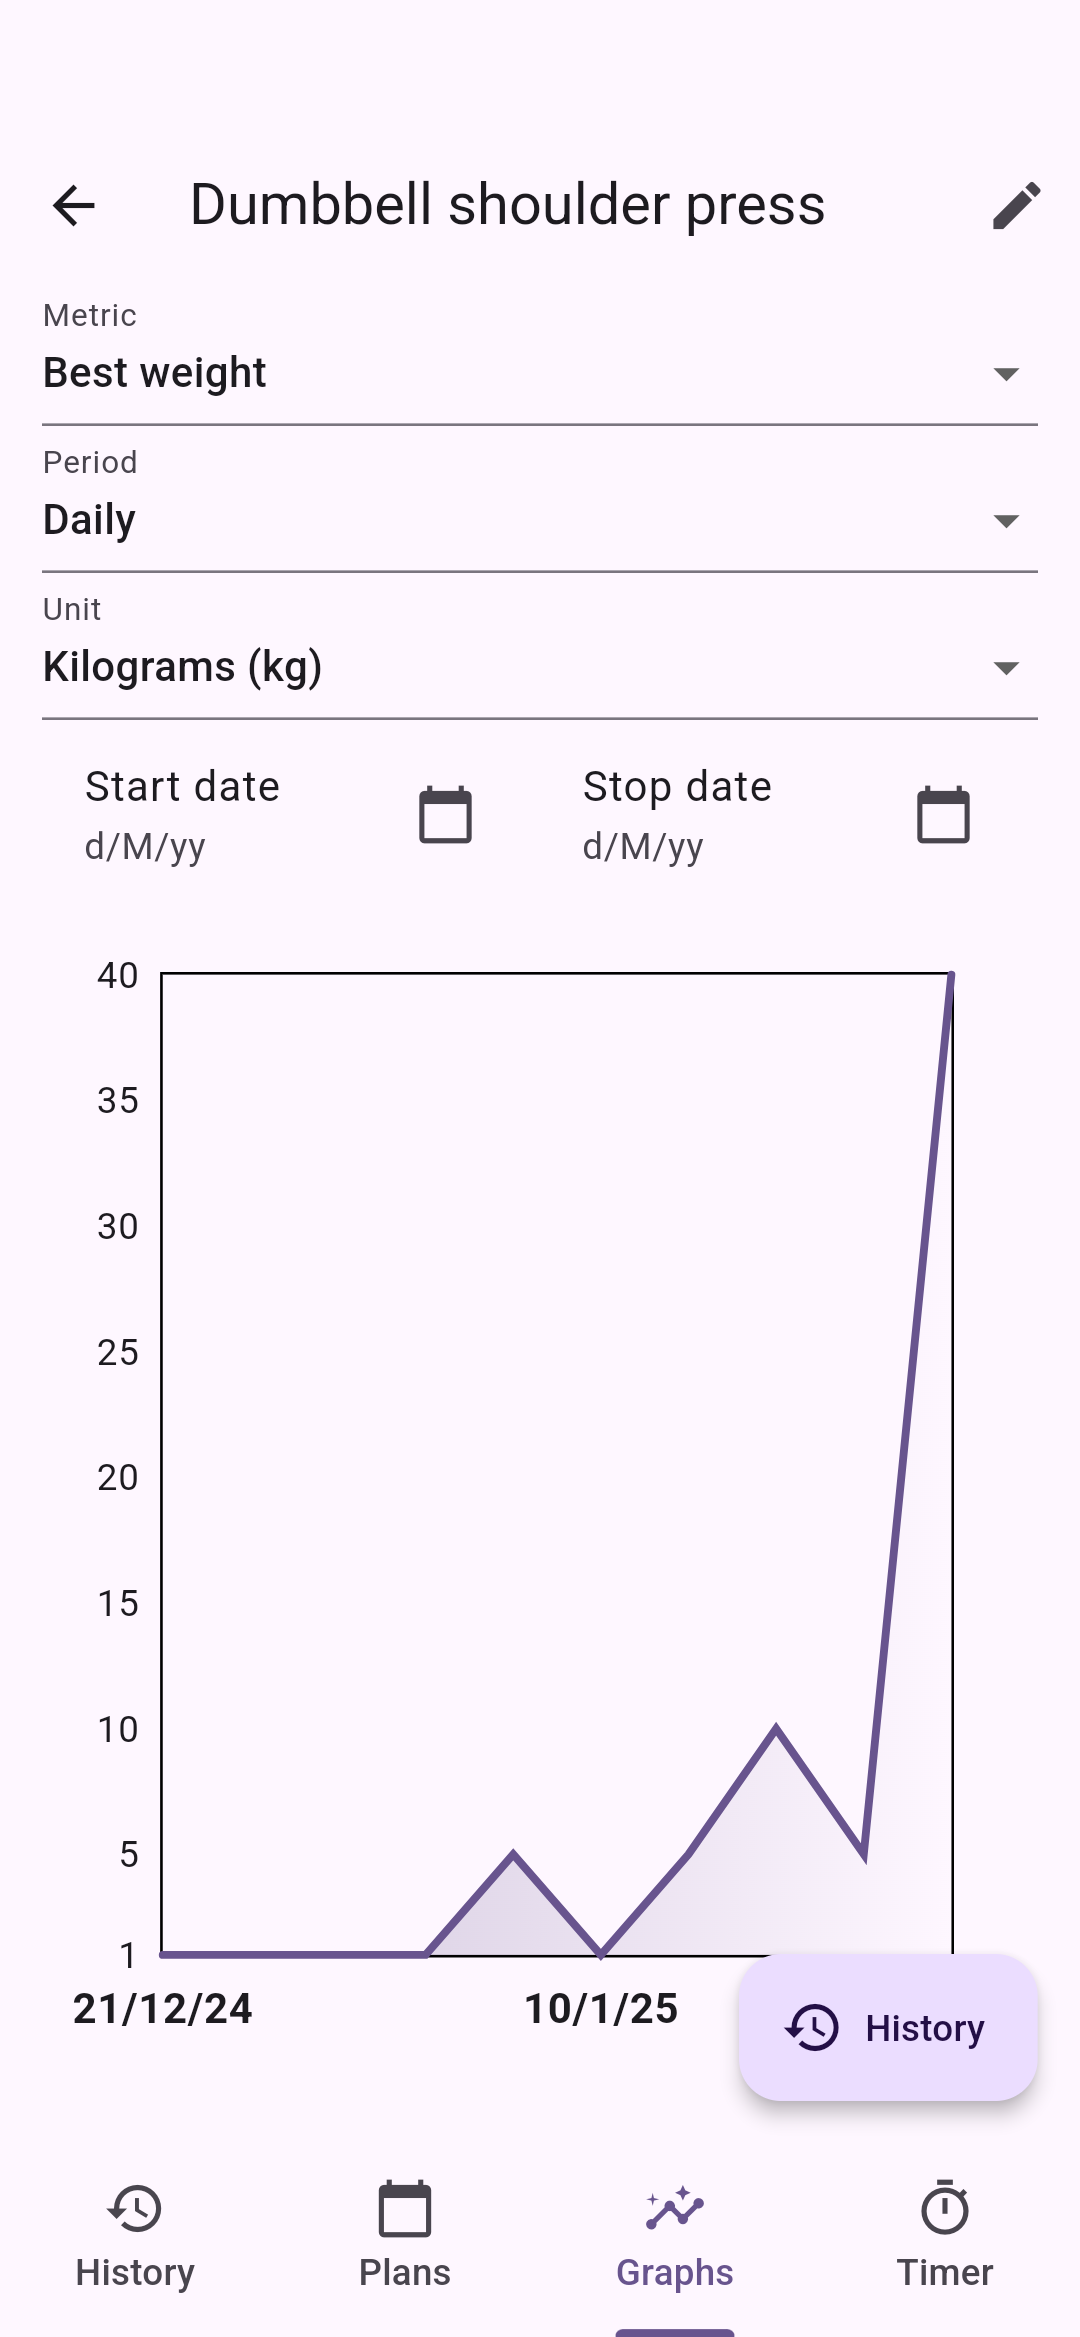 Dumbbell shoulder press
Metric
Best weight
Period
Daily
Unit
Kilograms (kg)
Start date
d/M/yy
Stop date
d/M/yy
40
35
30
25
20
15
10
5
1
21/12/24
10/1/25
History
History
Plans
Graphs
Timer